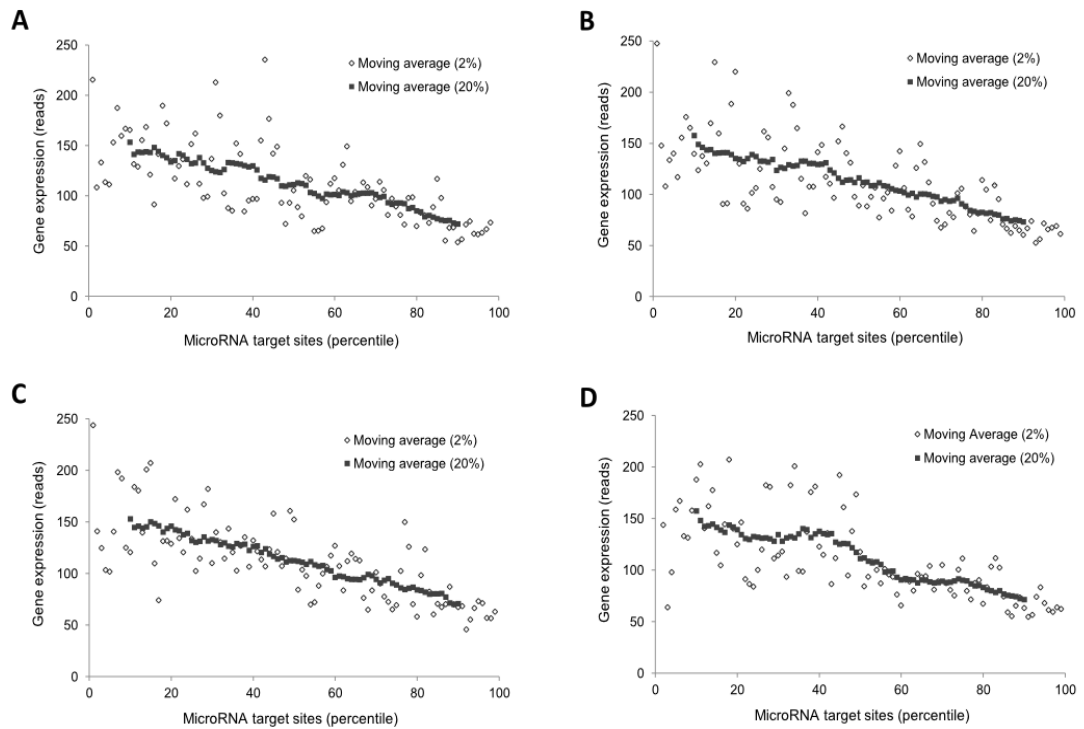 A
250
200
150
100
50
0
Gene expression (reads)
Moving average (2%)
Moving average (20%)
0 20 40 60 80 100
MicroRNA target sites (percentile)
B
250
200
150
100
50
0
Gene expression (reads)
Moving average (2%)
Moving average (20%)
0 20 40 60 80 100
MicroRNA target sites (percentile)
C
250
200
150
100
50
0
Gene expression (reads)
Moving average (2%)
Moving average (20%)
0 20 40 60 80 100
MicroRNA target sites (percentile)
D
250
200
150
100
50
0
Gene expression (reads)
Moving Average (2%)
Moving average (20%)
0 20 40 60 80 100
MicroRNA target sites (percentile)